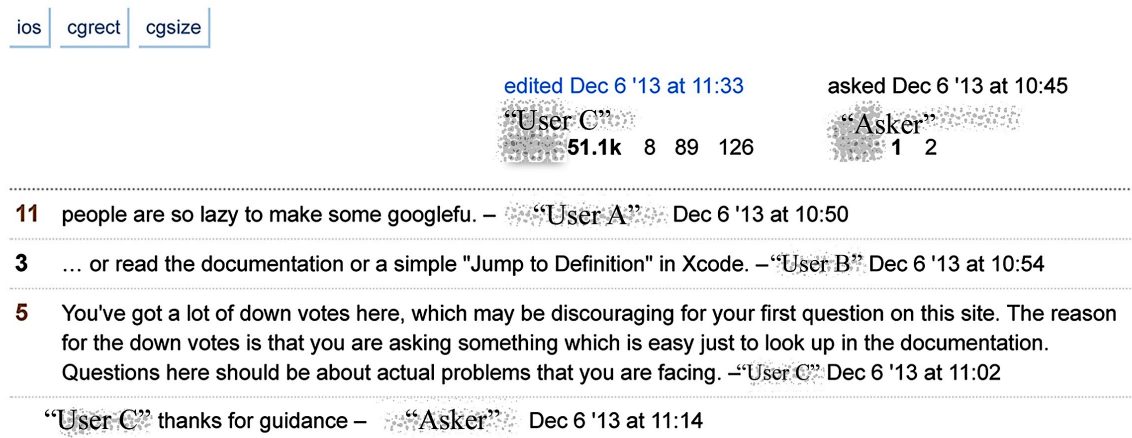 ios cgrect cgsize
edited Dec 6 '13 at 11:33 asked Dec 6 '13 at 10:45
“User C” “Asker”
51.1k 8 89 126 1 2
11 people are so lazy to make some googlefu. – “User A” Dec 6 '13 at 10:50
3 … or read the documentation or a simple "Jump to Definition" in Xcode. –“User B” Dec 6 '13 at 10:54
5 You've got a lot of down votes here, which may be discouraging for your first question on this site. The reason
for the down votes is that you are asking something which is easy just to look up in the documentation.
Questions here should be about actual problems that you are facing. –“User C” Dec 6 '13 at 11:02
“User C” thanks for guidance – “Asker” Dec 6 '13 at 11:14